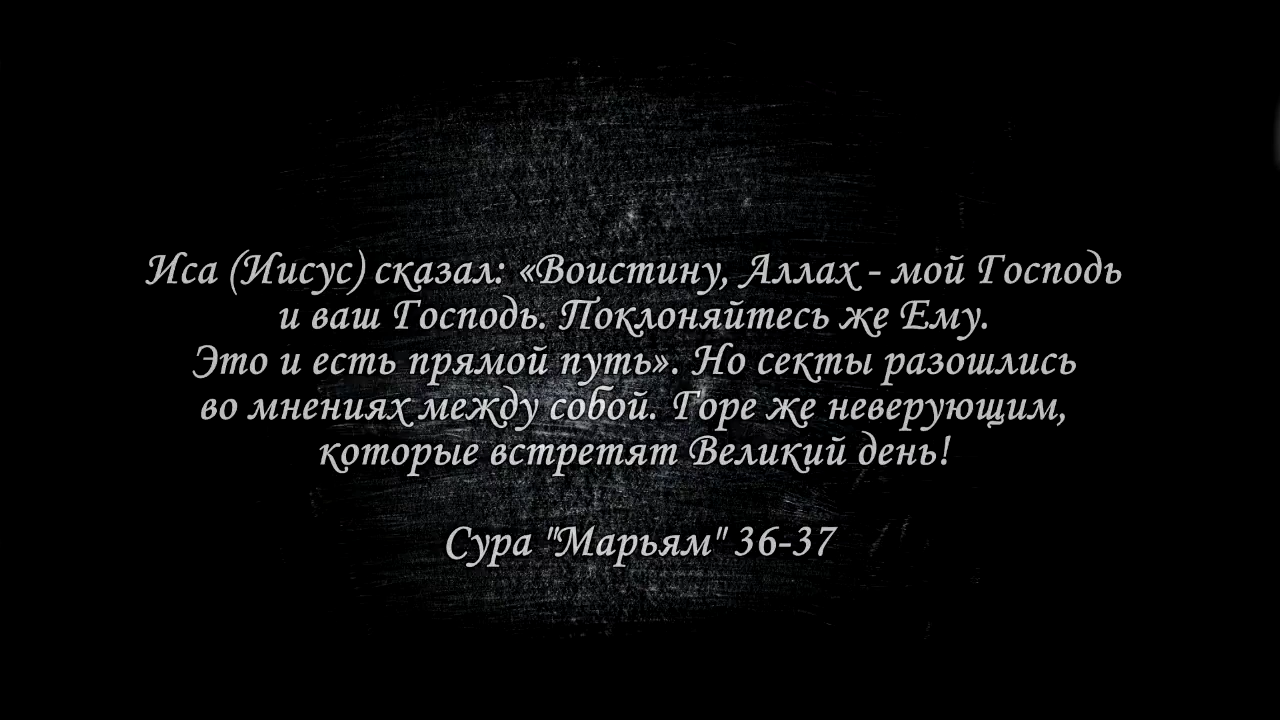 Иса (Иисус) сказал: «Воистину, Аллах - мой Господь
и ваш Господь. Поклоняйтесь же Ему.
Это и есть прямой путь». Но секты разошлись
во мнениях между собой. Горе же неверующим,
которые встретят Великий день!
Сура "Марьям" 36-37